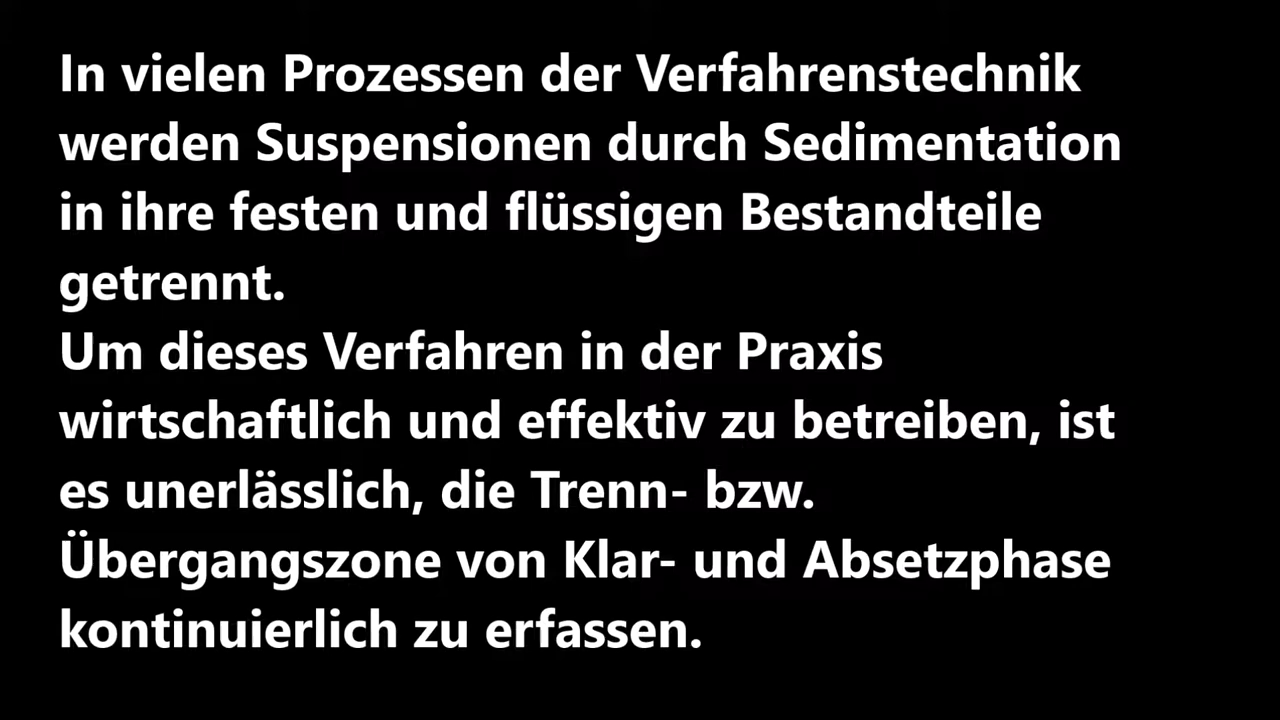 In vielen Prozessen der Verfahrenstechnik
werden Suspensionen durch Sedimentation
in ihre festen und flüssigen Bestandteile
getrennt.
Um dieses Verfahren in der Praxis
wirtschaftlich und effektiv zu betreiben, ist
es unerlässlich, die Trenn- bzw.
Übergangszone von Klar- und Absetzphase
kontinuierlich zu erfassen.